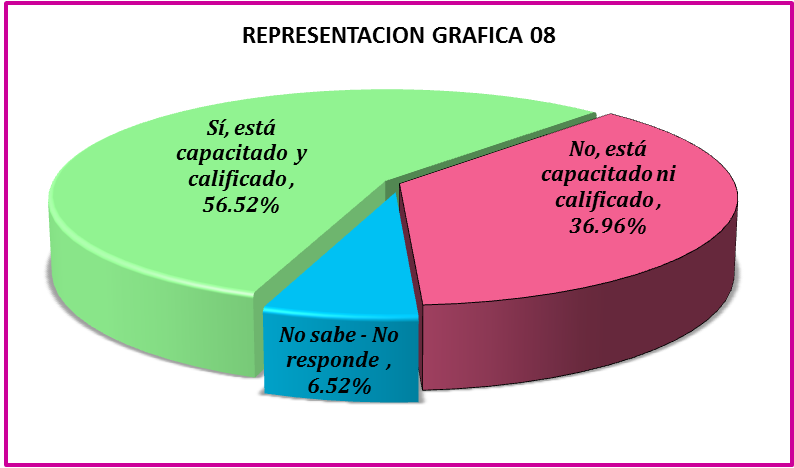 REPRESENTACION GRAFICA 08
Sí, está
capacitado y
calificado ,
56.52%
No, está
capacitado ni
calificado ,
36.96%
No sabe - No
responde ,
6.52%